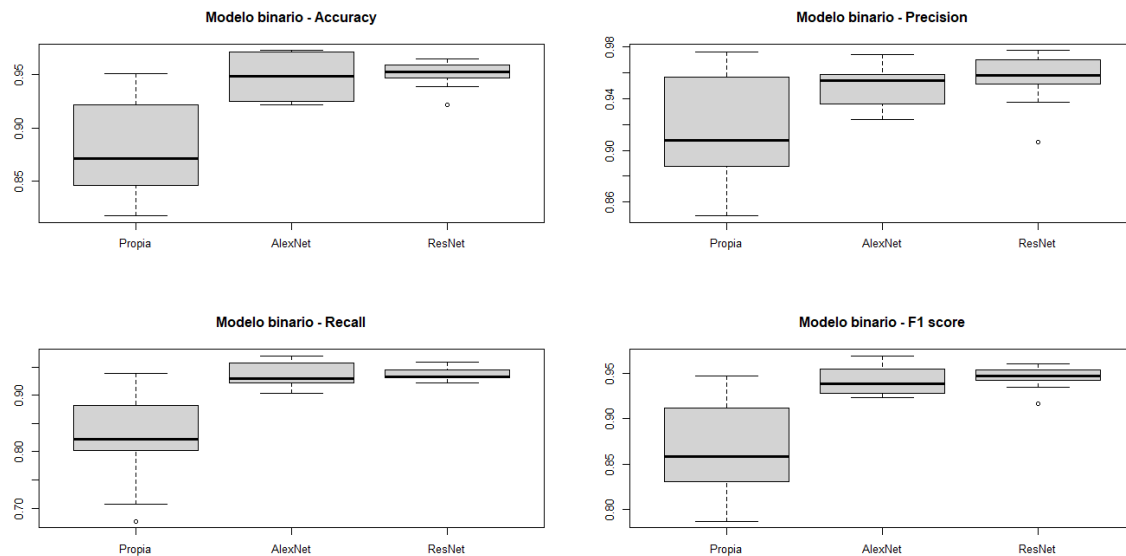 Modelo binario - Accuracy
0.95
0.90
0.85
Propia AlexNet ResNet
Modelo binario - Precision
0.98
0.94
0.90
0.86
Propia AlexNet ResNet
Modelo binario - Recall
0.90
0.80
0.70
Propia AlexNet ResNet
Modelo binario - F1 score
0.95
0.90
0.85
0.80
Propia AlexNet ResNet